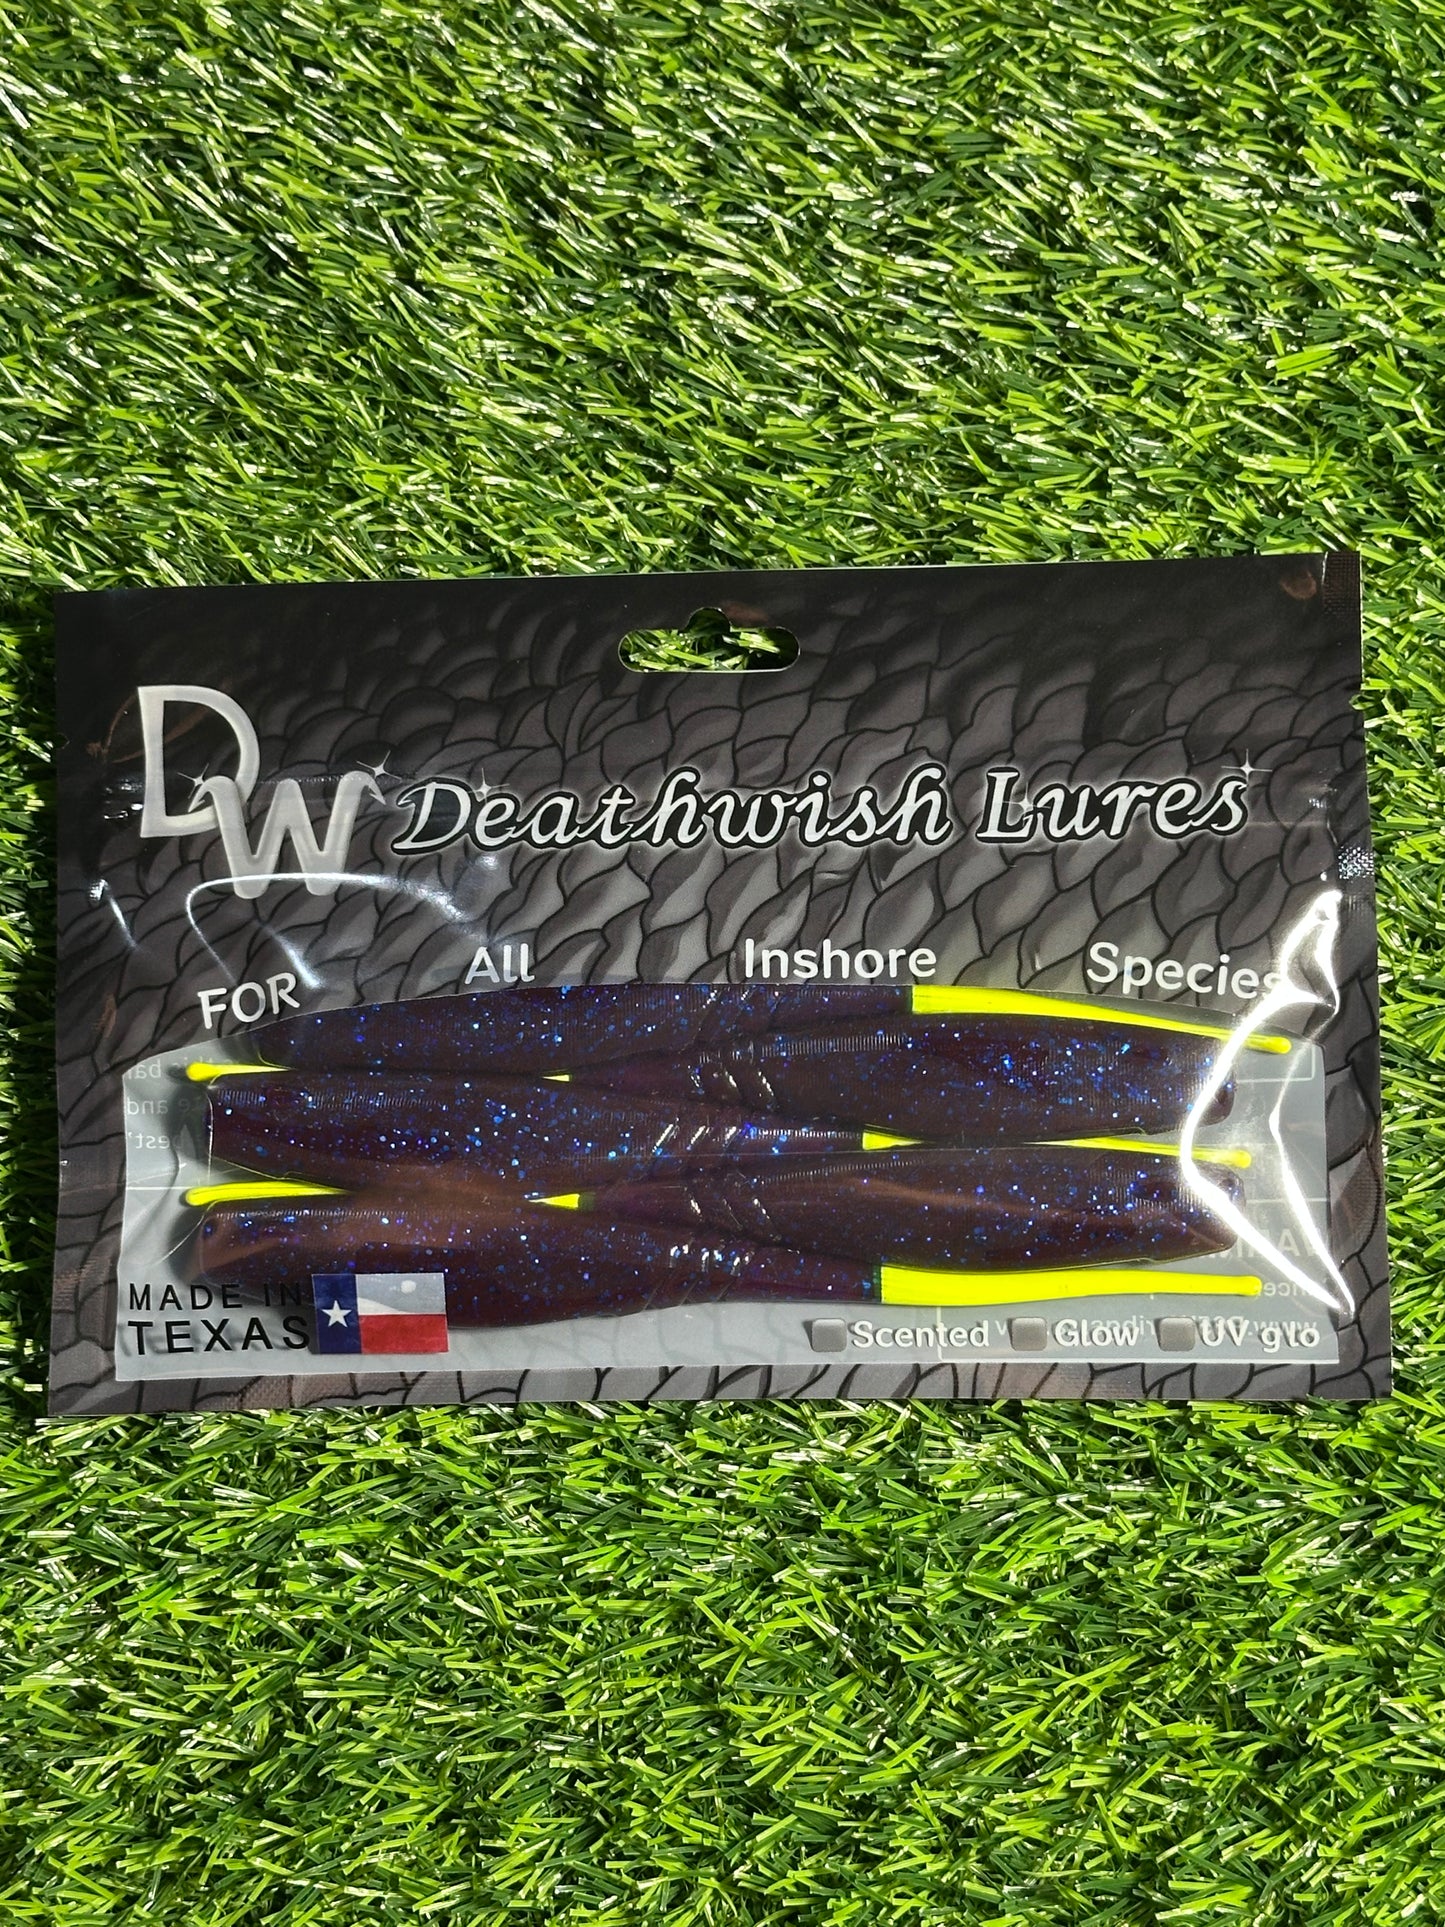 DW Deathwish Lures
FOR All Inshore Species
MADE IN
TEXAS
Scented Glow UV glo